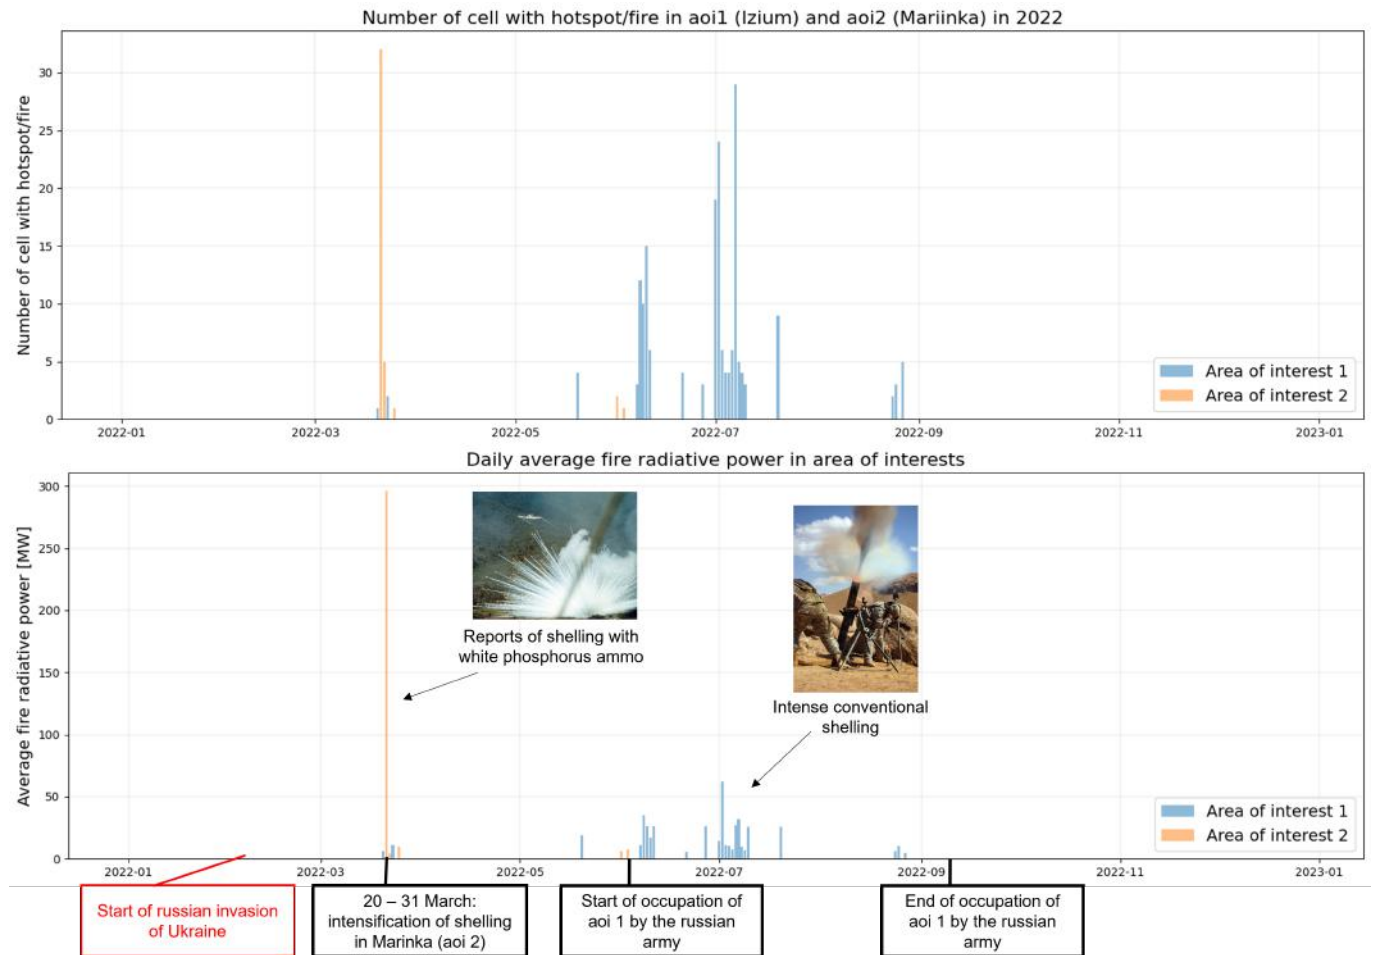 Number of cell with hotspot/fire in aoi1 (Izium) and aoi2 (Mariinka) in 2022
Number of cell with hotspot/fire
30
25
20
15
10
5
0
Area of interest 1
Area of interest 2
2022-01
2022-03
2022-05
2022-07
2022-09
2022-11
2023-01
Daily average fire radiative power in area of interests
Average fire radiative power [MW]
300
250
200
150
100
50
0
Reports of shelling with
white phosphorus ammo
Intense conventional
shelling
Area of interest 1
Area of interest 2
2022-01
2022-03
2022-05
2022-07
2022-09
2022-11
2023-01
Start of russian invasion
of Ukraine
20 – 31 March:
intensification of shelling
in Marinka (aoi 2)
Start of occupation of
aoi 1 by the russian
army
End of occupation of
aoi 1 by the russian
army